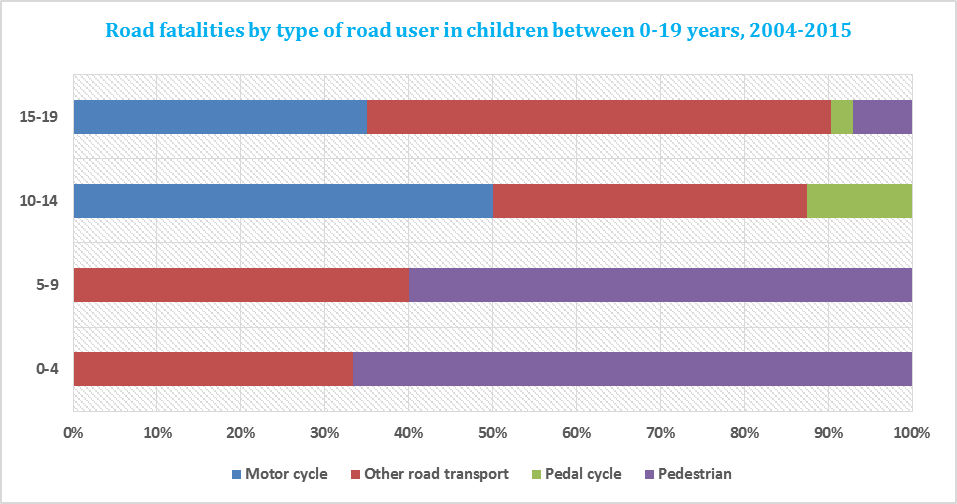 Road fatalities by type of road user in children between 0-19 years, 2004-2015
15-19
10-14
5-9
0-4
0% 10% 20% 30% 40% 50% 60% 70% 80% 90% 100%
Motor cycle Other road transport Pedal cycle Pedestrian